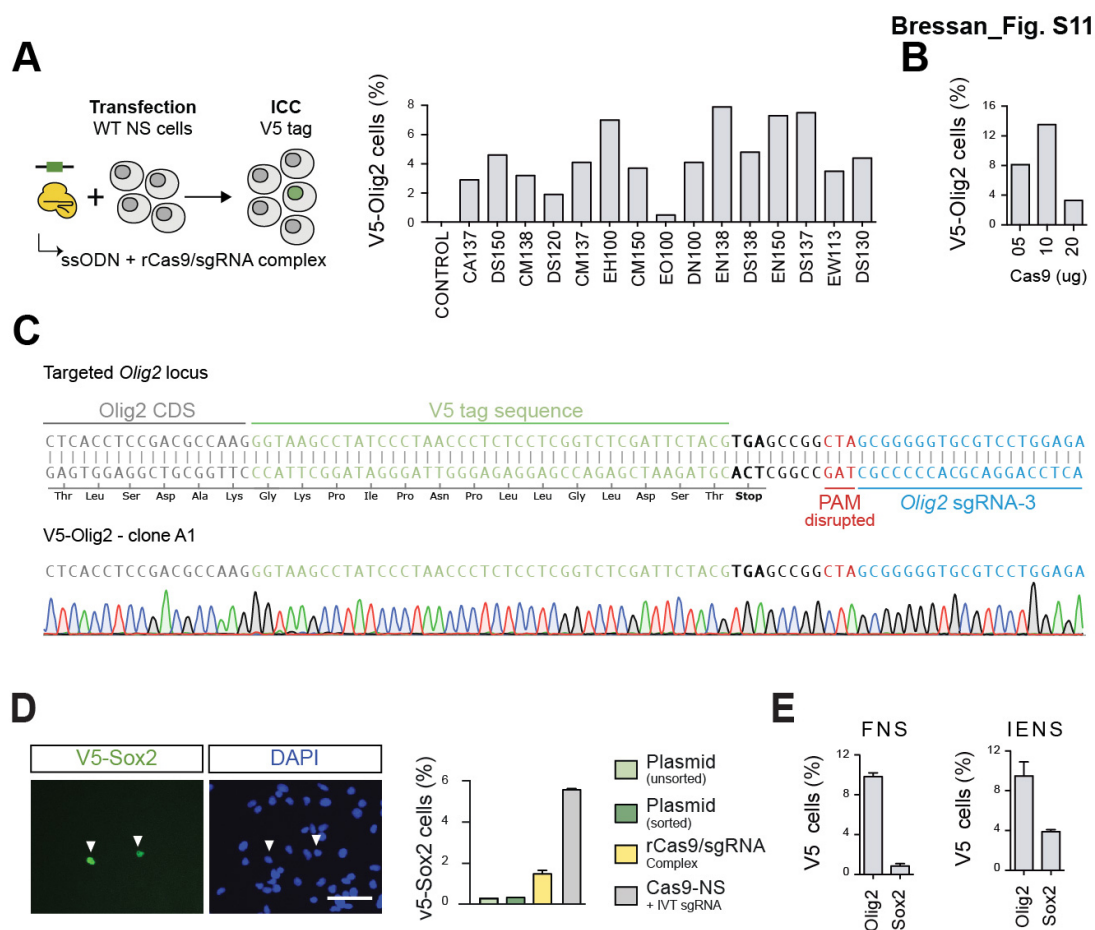 Bressan_Fig. S11
A
Transfection
WT NS cells
ICC
V5 tag
+
ssODN + rCas9/sgRNA complex
V5-Olig2 cells (%)
8
6
4
2
0
CONTROL
CA137
DS150
CM138
DS120
CM137
EH100
CM150
EO100
DN100
EN138
DS138
EN150
DS137
EW113
DS130
B
V5-Olig2 cells (%)
16
12
8
4
0
05
10
20
Cas9 (ug)
C
Targeted Olig2 locus
Olig2 CDS V5 tag sequence
CTCACCTCCGACGCCAAGGGTAAGCCTATCCCTAACCCTCTCCTCGGTCTCGATTCTACGTGAGCCGGCTAGCGGGGGTGCGTCCTGGAGA
GAGTGGAGGCTGCGGTTCCCATTCGGATAGGGATTGGGAGAGGAGCCAGAGCTAAGATGCACTCGGCCGATCGCCCCCACGCAGGACCTCA
Thr Leu Ser Asp Ala Lys Gly Lys Pro Ile Pro Asn Pro Leu Leu Gly Leu Asp Ser Thr Stop
PAM
disrupted
Olig2 sgRNA-3
V5-Olig2 - clone A1
CTCACCTCCGACGCCAAGGGTAAGCCTATCCCTAACCCTCTCCTCGGTCTCGATTCTACGTGAGCCGGCTAGCGGGGGTGCGTCCTGGAGA
D
V5-Sox2
DAPI
v5-Sox2 cells (%)
6
4
2
0
Plasmid
(unsorted)
Plasmid
(sorted)
rCas9/sgRNA
Complex
Cas9-NS
+ IVT sgRNA
E
FNS
V5 cells (%)
12
8
4
0
Olig2
Sox2
IENS
V5 cells (%)
12
8
4
0
Olig2
Sox2